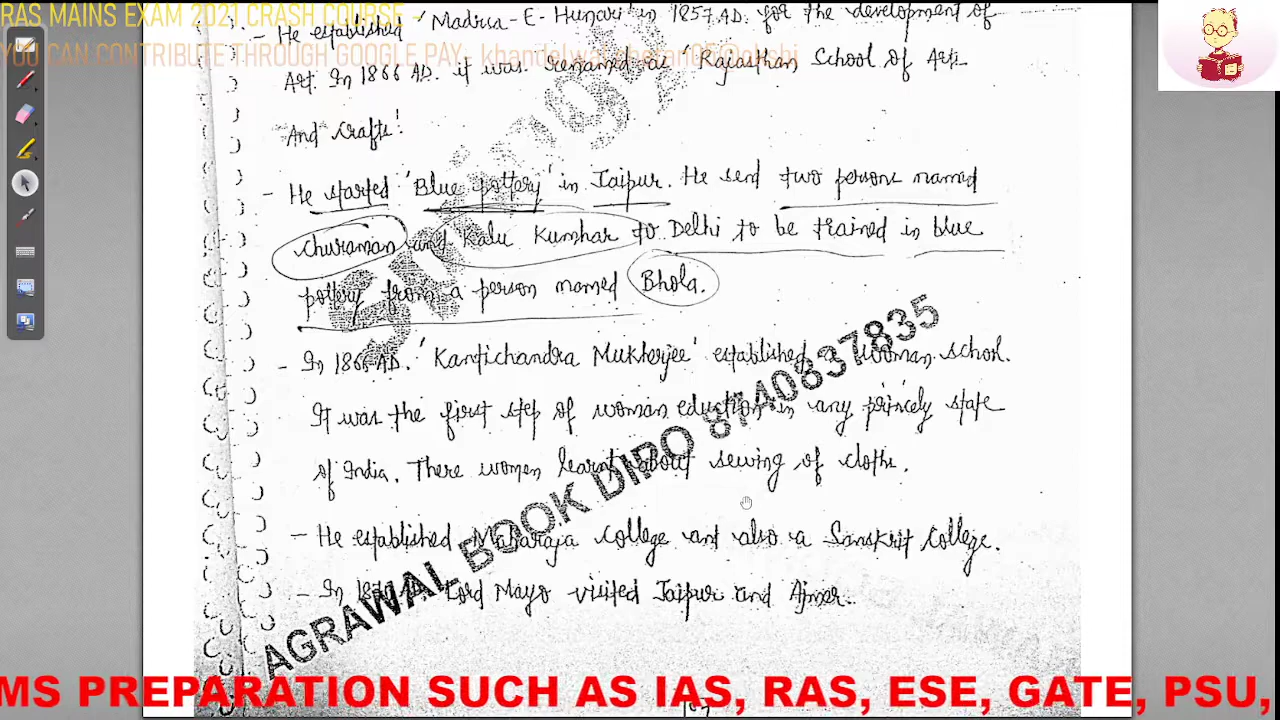 RAS MAINS EXAM 2021 CRASH COURSE -
YOU CAN CONTRIBUTE THROUGH GOOGLE PAY: khandelwal
- He established 'Madrsa-E-Hunari in 1857 AD. for the development of
Art. In 1866 AD. it was renamed as 'Rajasthan School of Arts
And Crafts'.
- He started 'Blue pottery' in Jaipur. He send two persons named
Churaman and Kalu Kumhar to Delhi to be trained in blue
pottery from a person named Bhola.
- In 1866 AD. 'Kantichandra Mukherjee' established a woman school.
It was the first step of woman eduction in any princely state
of India. There women learnt about sewing of cloths.
- He established Maharaja College and also a Sanskrit College.
- In Lord Mayo visited Jaipur and Ajmer.
AGRAWAL BOOK DIPO 8740837835
MS PREPARATION SUCH AS IAS, RAS, ESE, GATE, PSU,